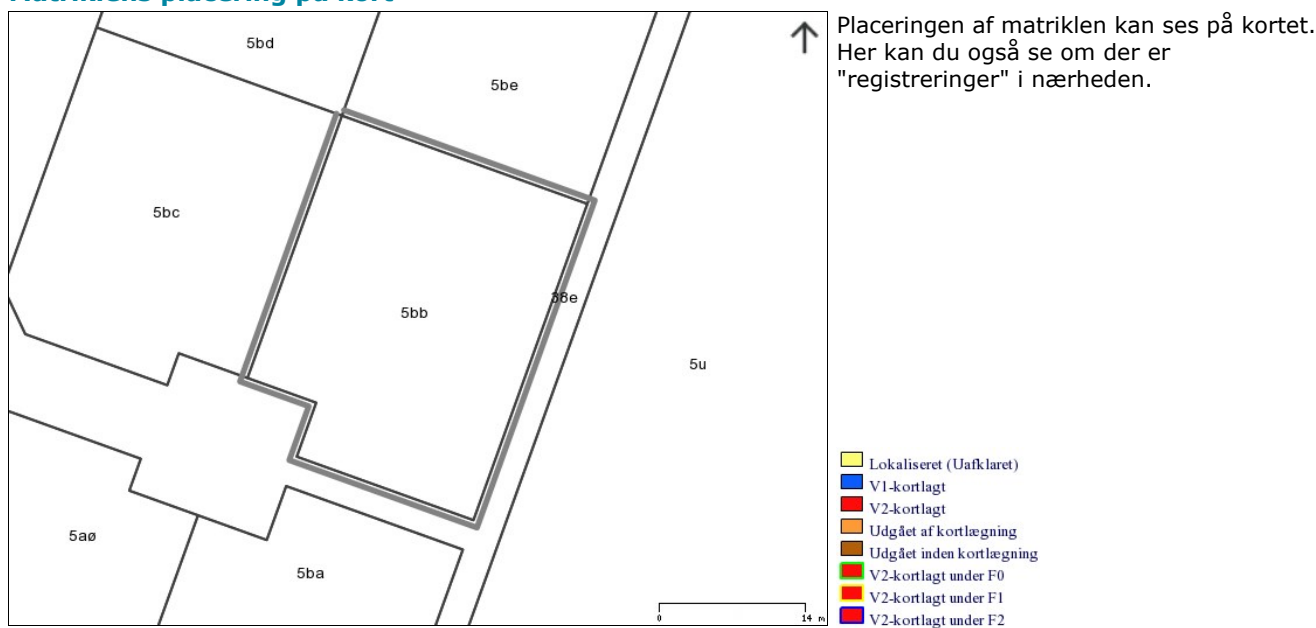 Matriklens placering på kort
Placeringen af matriklen kan ses på kortet.
Her kan du også se om der er
"registreringer" i nærheden.
5bd
5be
5bc
5bb
38e
5u
5aø
5ba
0 14 m
Lokaliseret (Uafklaret)
V1-kortlagt
V2-kortlagt
Udgået af kortlægning
Udgået inden kortlægning
V2-kortlagt under F0
V2-kortlagt under F1
V2-kortlagt under F2